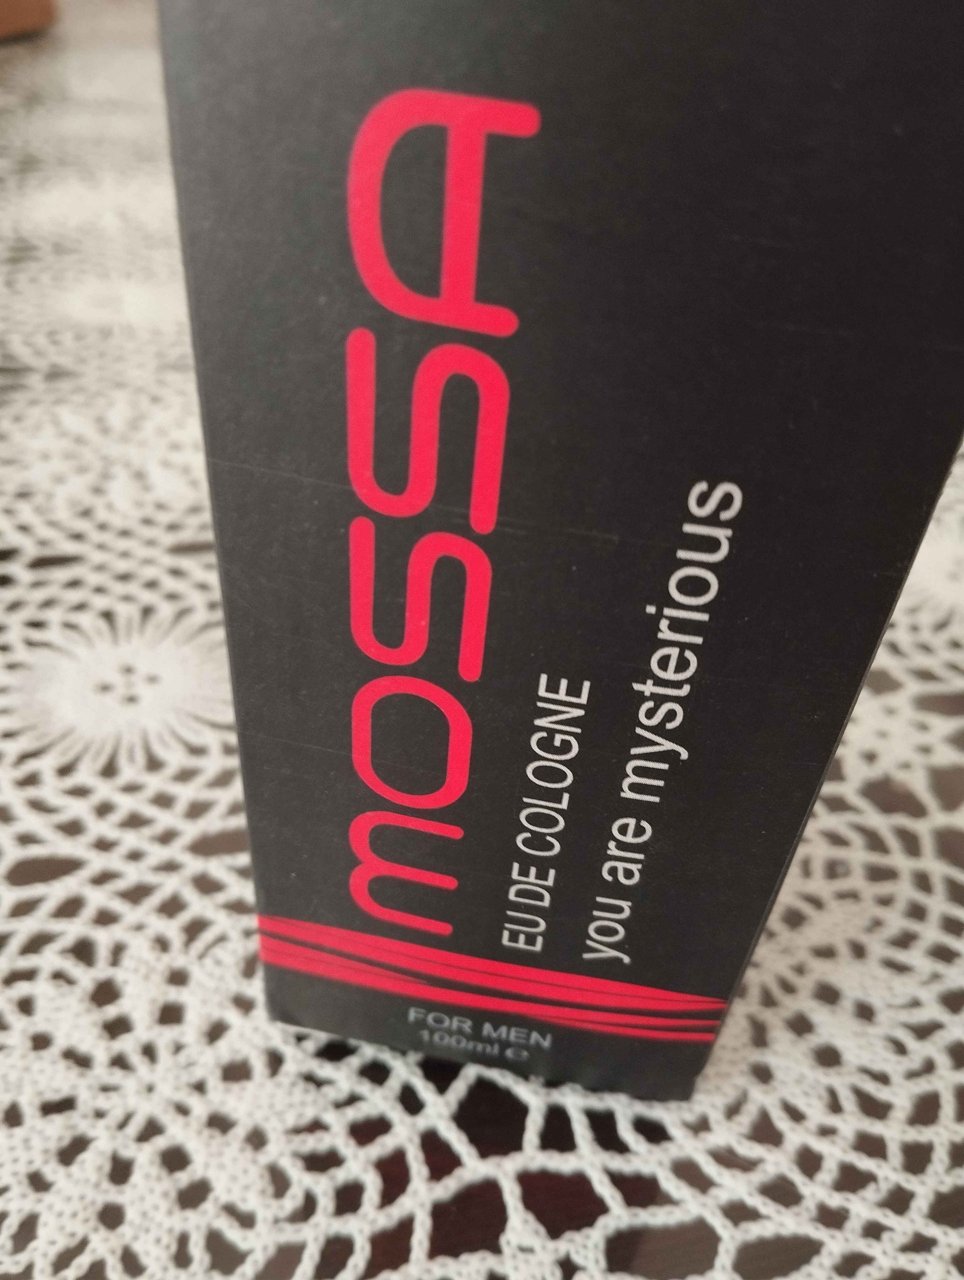 mOSSA
EU DE COLOGNE
you are mysterious
FOR MEN
100ml e